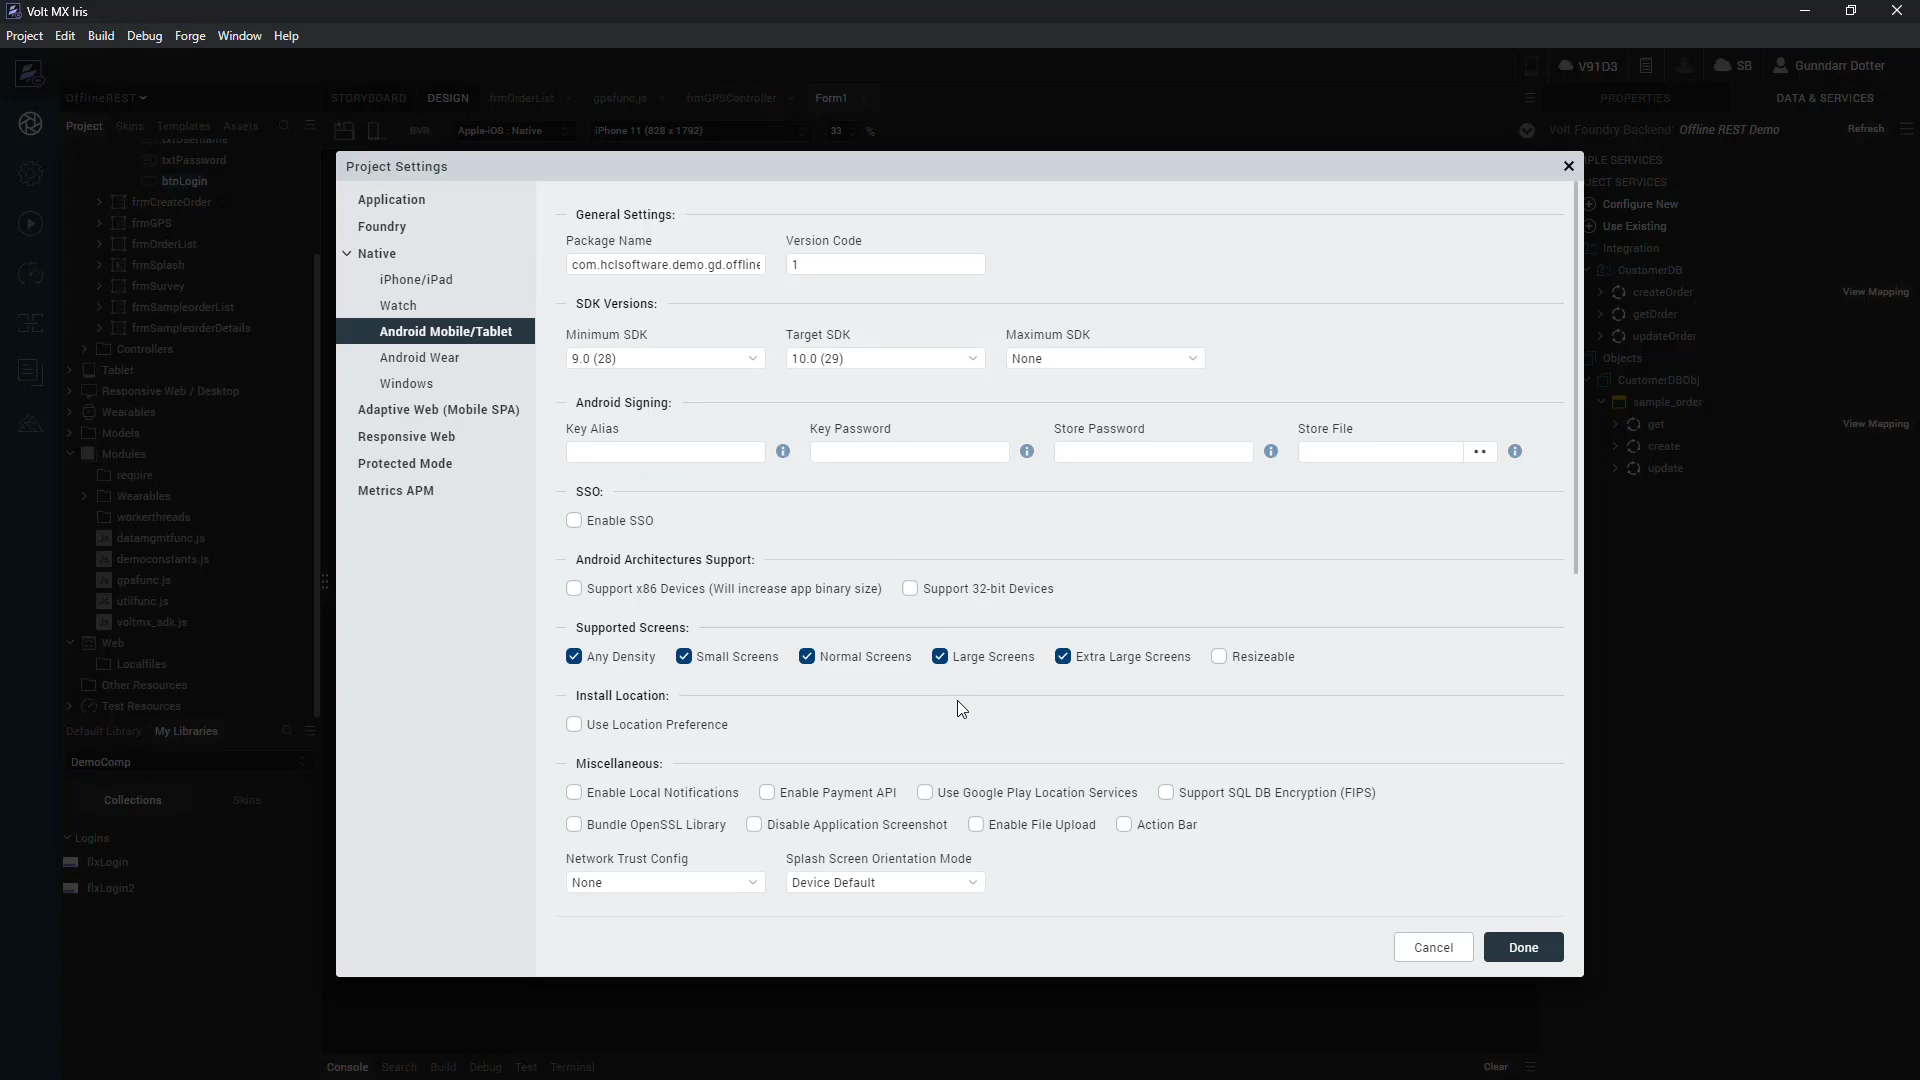 Volt MX Iris
Project Edit Build Debug Forge Window Help
V91D3 SB Gunndarr Dotter
OfflineREST
STORYBOARD DESIGN frmOrderList gpsfunc.js frmGPSController Form1
PROPERTIES DATA & SERVICES
Project Skins Templates Assets
BVR Apple-iOS : Native iPhone 11 (828 x 1792) 33 %
Volt Foundry Backend: Offline REST Demo Refresh
txtUsername
txtPassword
btnLogin
frmCreateOrder
frmGPS
frmOrderList
frmSplash
frmSurvey
frmSampleorderList
frmSampleorderDetails
Controllers
Tablet
Responsive Web / Desktop
Wearables
Models
Modules
require
Wearables
workerthreads
datamgmtfunc.js
democonstants.js
gpsfunc.js
utilfunc.js
voltmx_sdk.js
Web
Localfiles
Other Resources
Test Resources
Default Library My Libraries
DemoComp
Collections Skins
Logins
flxLogin
flxLogin2
Project Settings
Application
Foundry
Native
iPhone/iPad
Watch
Android Mobile/Tablet
Android Wear
Windows
Adaptive Web (Mobile SPA)
Responsive Web
Protected Mode
Metrics APM
General Settings:
Package Name Version Code
com.hclsoftware.demo.gd.offline 1
SDK Versions:
Minimum SDK Target SDK Maximum SDK
9.0 (28) 10.0 (29) None
Android Signing:
Key Alias Key Password Store Password Store File
SSO:
Enable SSO
Android Architectures Support:
Support x86 Devices (Will increase app binary size) Support 32-bit Devices
Supported Screens:
Any Density Small Screens Normal Screens Large Screens Extra Large Screens Resizeable
Install Location:
Use Location Preference
Miscellaneous:
Enable Local Notifications Enable Payment API Use Google Play Location Services Support SQL DB Encryption (FIPS)
Bundle OpenSSL Library Disable Application Screenshot Enable File Upload Action Bar
Network Trust Config Splash Screen Orientation Mode
None Device Default
Cancel Done
PLE SERVICES
JECT SERVICES
Configure New
Use Existing
Integration
CustomerDB
createOrder View Mapping
getOrder
updateOrder
Objects
CustomerDBObj
sample_order
get View Mapping
create
update
Console Search Build Debug Test Terminal Clear